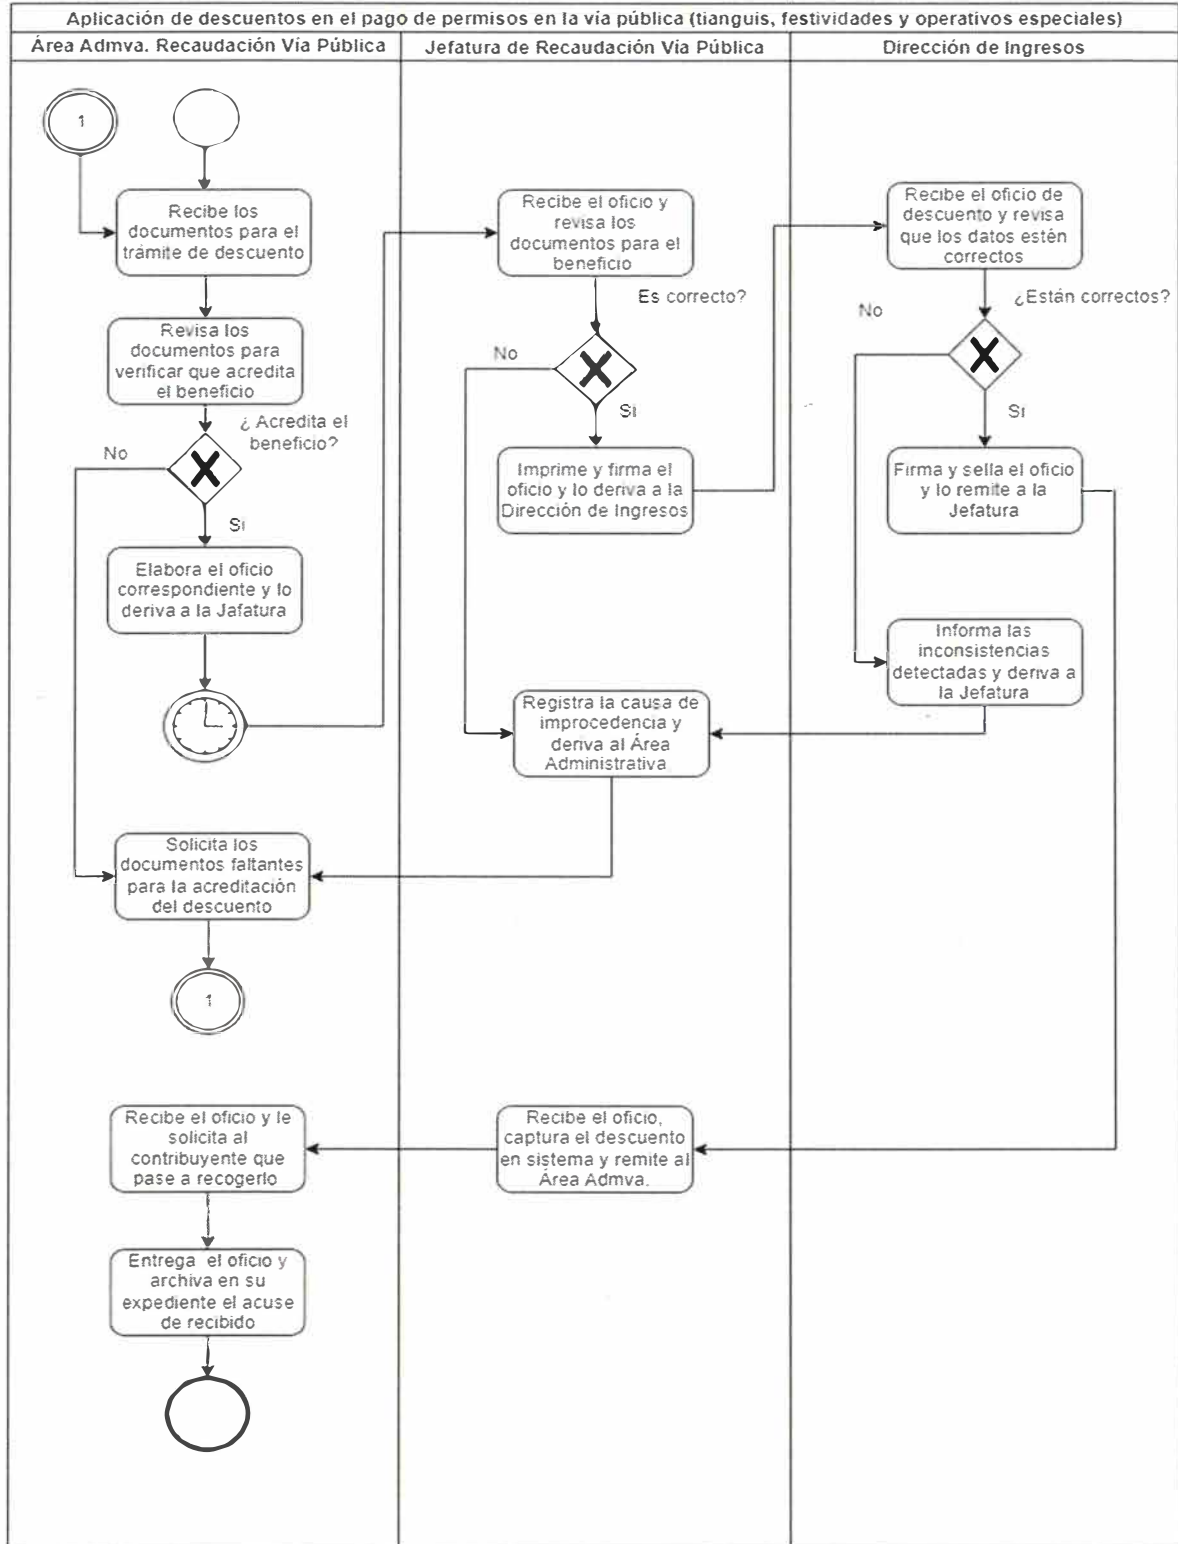 Aplicación de descuentos en el pago de permisos en la vía pública (tianguis, festividades y operativos especiales)
Área Admva. Recaudación Vía Pública
Jefatura de Recaudación Vía Pública
Dirección de Ingresos
1
Recibe los
documentos para el
trámite de descuento
Revisa los
documentos para
verificar que acredita
el beneficio
¿ Acredita el
beneficio?
No
Si
Elabora el oficio
correspondiente y lo
deriva a la Jafatura
Solicita los
documentos faltantes
para la acreditación
del descuento
1
Recibe el oficio y le
solicita al
contribuyente que
pase a recogerlo
Entrega el oficio y
archiva en su
expediente el acuse
de recibido
Recibe el oficio y
revisa los
documentos para el
beneficio
Es correcto?
No
Si
Imprime y firma el
oficio y lo deriva a la
Dirección de Ingresos
Registra la causa de
improcedencia y
deriva al Área
Administrativa
Recibe el oficio,
captura el descuento
en sistema y remite al
Área Admva.
Recibe el oficio de
descuento y revisa
que los datos estén
correctos
¿Están correctos?
No
Si
Firma y sella el oficio
y lo remite a la
Jefatura
Informa las
inconsistencias
detectadas y deriva a
la Jefatura